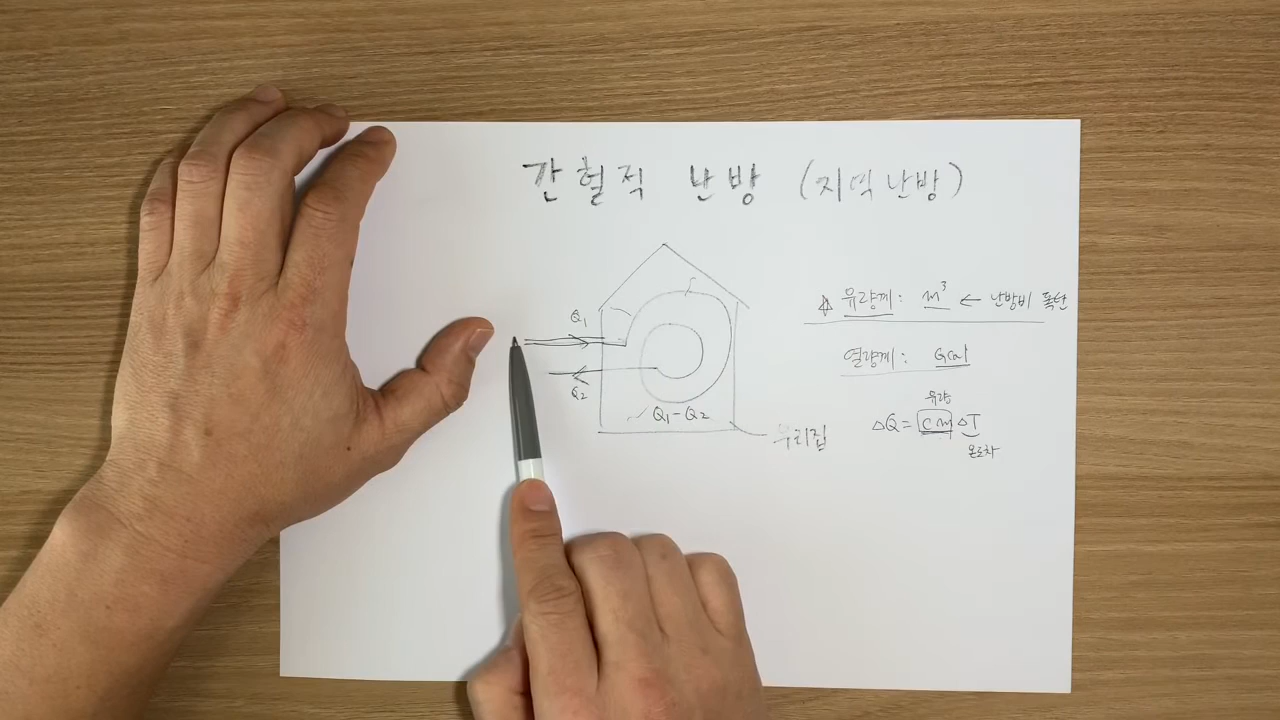 간헐적 난방 (지역난방)
Q₁
Q₂
Q₁-Q₂
우리집
☆ 유량계: m³ ← 난방비 폭탄
열량계: Gcal
유량
ΔQ = cm ΔT
온도차